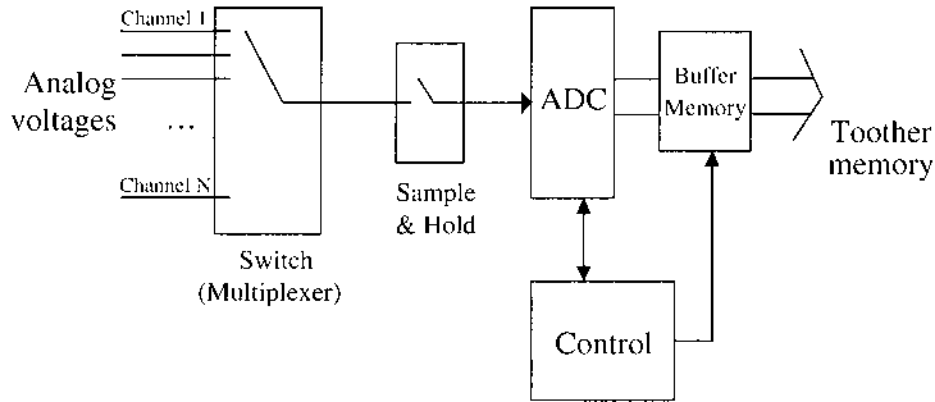 Channel 1
Analog
voltages
...
Channel N
Switch
(Multiplexer)
Sample
& Hold
ADC
Buffer
Memory
Toother
memory
Control